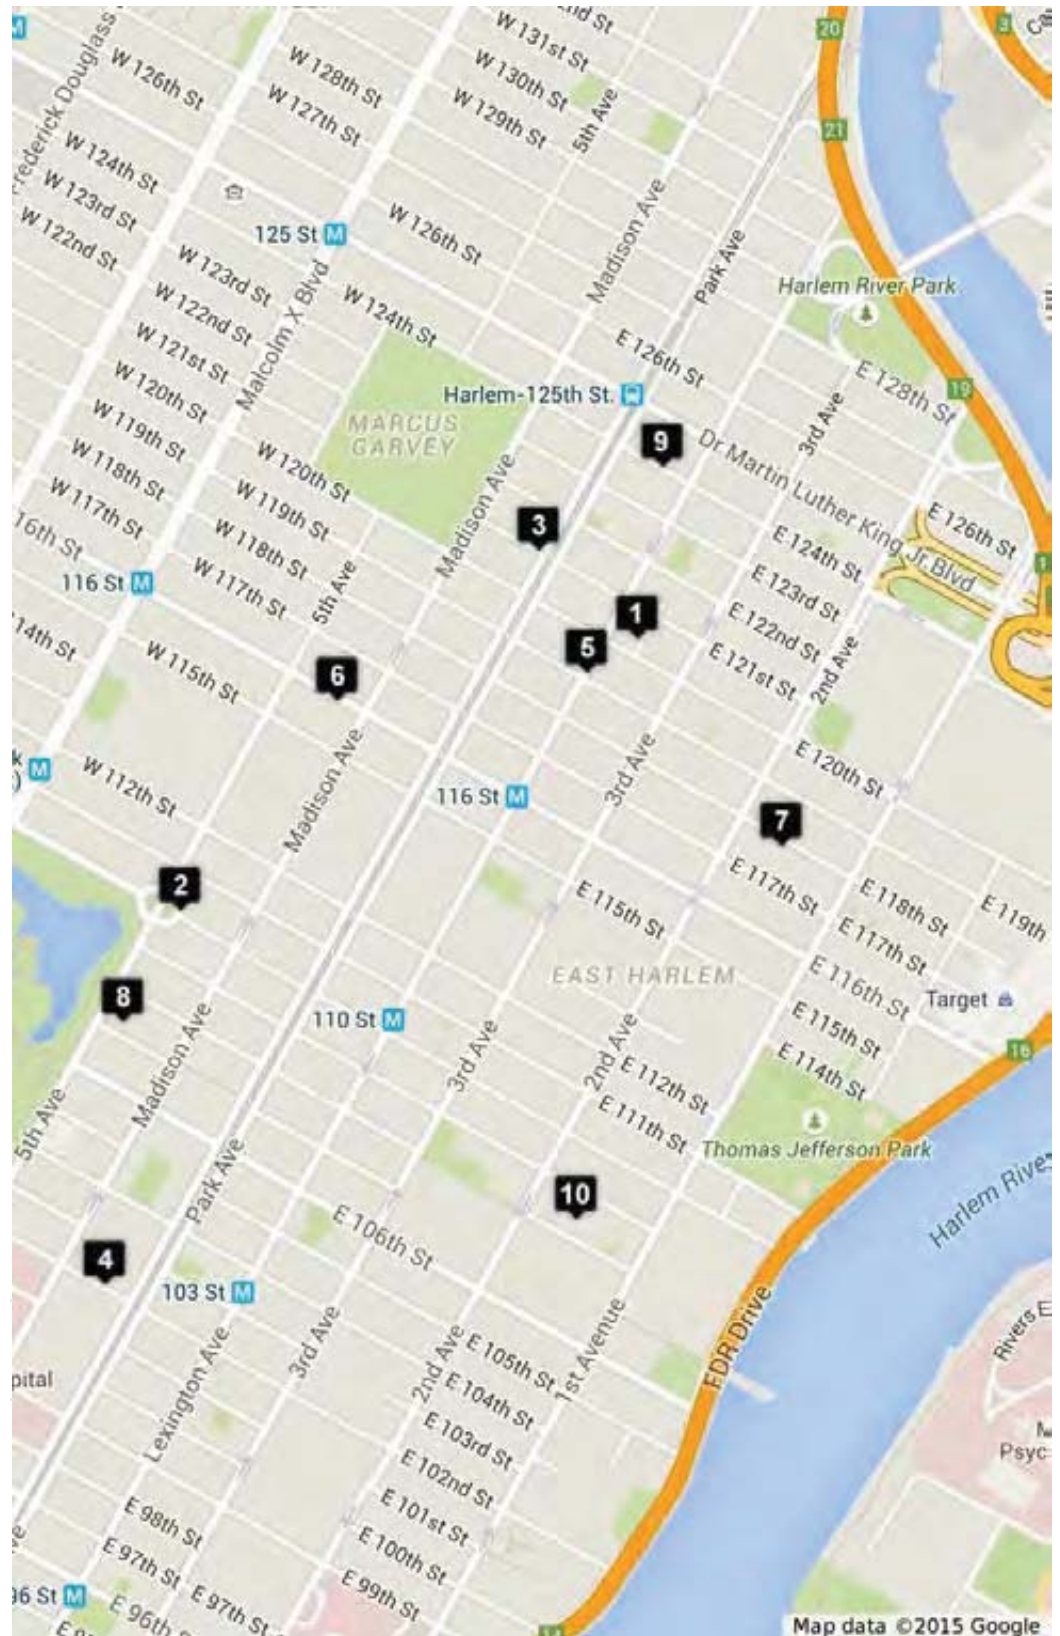 20
3
2nd St
W 131st St
W 130th St
W 129th St
5th Ave
W 128th St
W 127th St
W 126th St
Frederick Douglass
21
W 124th St
W 123rd St
W 122nd St
125 St
W 126th St
Madison Ave
Park Ave
W 123rd St
W 122nd St
W 121st St
W 120th St
W 119th St
W 118th St
W 117th St
Malcolm X Blvd
W 124th St
Harlem River Park
E 126th St
E 128th St
19
Harlem-125th St.
MARCUS
GARVEY
9
Dr Martin Luther King Jr Blvd
3rd Ave
W 120th St
W 119th St
W 118th St
W 117th St
Madison Ave
3
E 126th St
E 124th St
E 123rd St
E 122nd St
E 121st St
16th St
116 St
5th Ave
1
5
6
2nd Ave
14th St
W 115th St
E 120th St
3rd Ave
W 112th St
Madison Ave
116 St
7
2
E 117th St
E 118th St
E 119th
E 117th St
E 115th St
EAST HARLEM
E 116th St
Target
8
110 St
E 115th St
E 114th St
16
Madison Ave
3rd Ave
2nd Ave
E 112th St
E 111th St
5th Ave
Thomas Jefferson Park
Park Ave
10
Harlem River
E 106th St
4
103 St
3rd Ave
FDR Drive
1st Avenue
Lexington Ave
2nd Ave
E 105th St
E 104th St
E 103rd St
E 102nd St
E 101st St
E 100th St
E 99th St
Rivers E
pital
Psyc
E 98th St
E 97th St
E 97th St
96 St
E 96th
14
Map data ©2015 Google